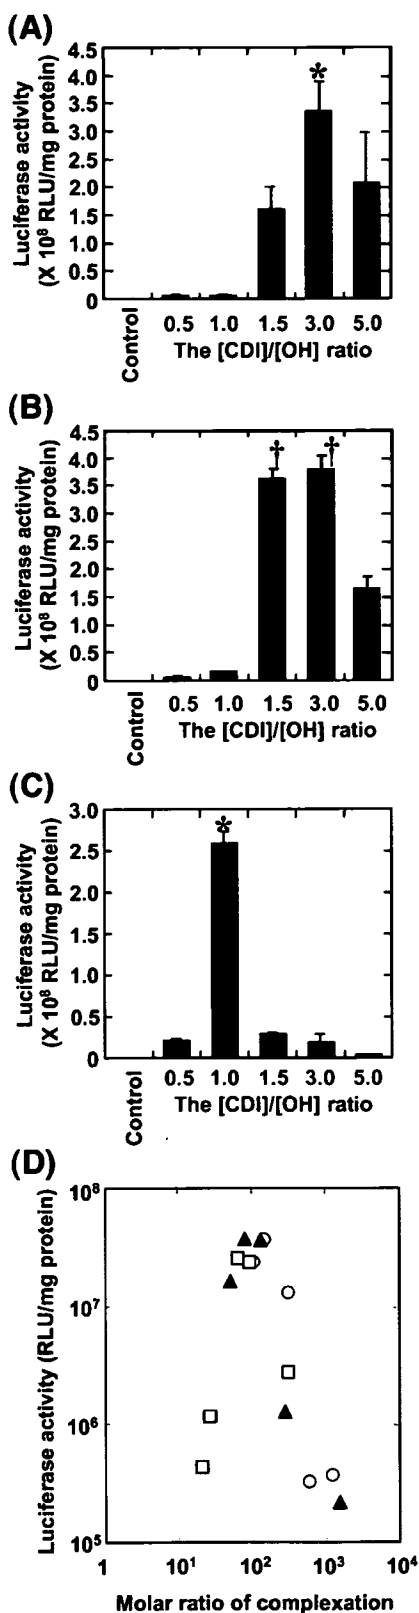 (A)
Luciferase activity
(X 10⁸ RLU/mg protein)
4.5
4.0
3.5
3.0
2.5
2.0
1.5
1.0
0.5
0
*
Control
0.5 1.0 1.5 3.0 5.0
The [CDI]/[OH] ratio
(B)
Luciferase activity
(X 10⁸ RLU/mg protein)
4.5
4.0
3.5
3.0
2.5
2.0
1.5
1.0
0.5
0
† †
Control
0.5 1.0 1.5 3.0 5.0
The [CDI]/[OH] ratio
(C)
Luciferase activity
(X 10⁸ RLU/mg protein)
3.0
2.5
2.0
1.5
1.0
0.5
0
*
Control
0.5 1.0 1.5 3.0 5.0
The [CDI]/[OH] ratio
(D)
Luciferase activity (RLU/mg protein)
10⁸
10⁷
10⁶
10⁵
1 10¹ 10² 10³ 10⁴
Molar ratio of complexation